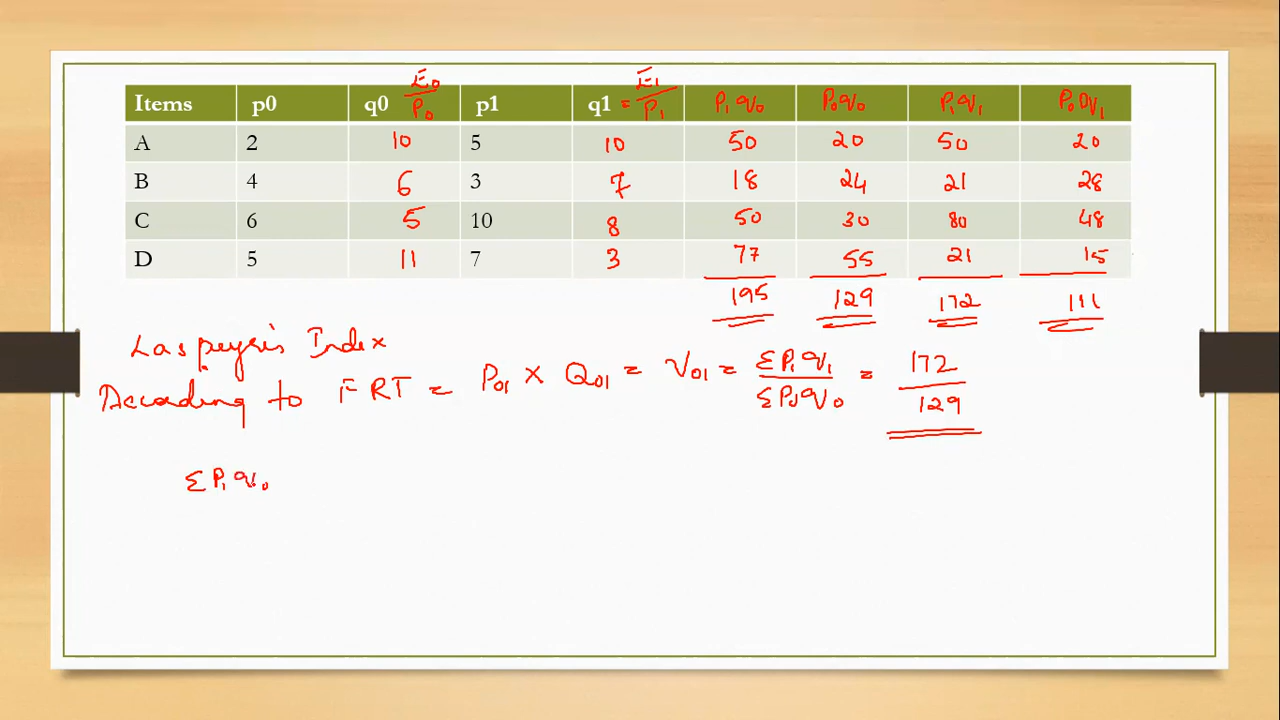 Items p0 q0 E0/P0 p1 q1 = E1/P1 P1q0 P0q0 P1q1 P0q1
A 2 10 5 10 50 20 50 20
B 4 6 3 7 18 24 21 28
C 6 5 10 8 50 30 80 48
D 5 11 7 3 77 55 21 15
195 129 172 111
Laspeyre's Index
According to FRT = P01 × Q01 = V01 = ΣP1q1/ΣP0q0 = 172/129
ΣP1q0